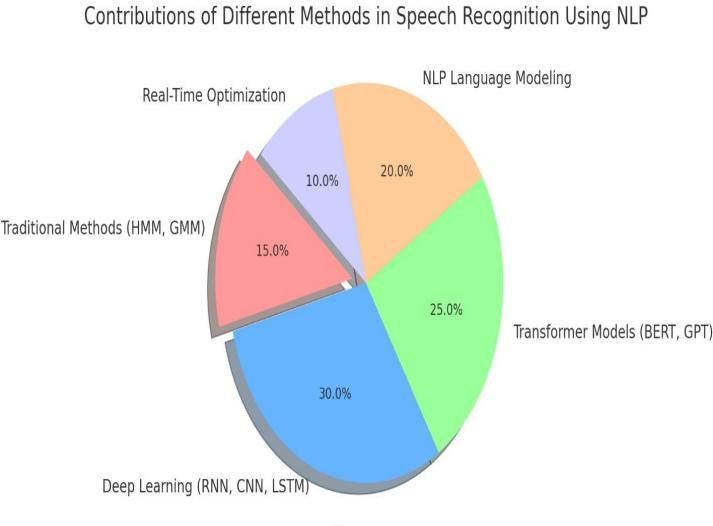 Contributions of Different Methods in Speech Recognition Using NLP
NLP Language Modeling
Real-Time Optimization
20.0%
10.0%
Traditional Methods (HMM, GMM)
15.0%
25.0%
Transformer Models (BERT, GPT)
30.0%
Deep Learning (RNN, CNN, LSTM)